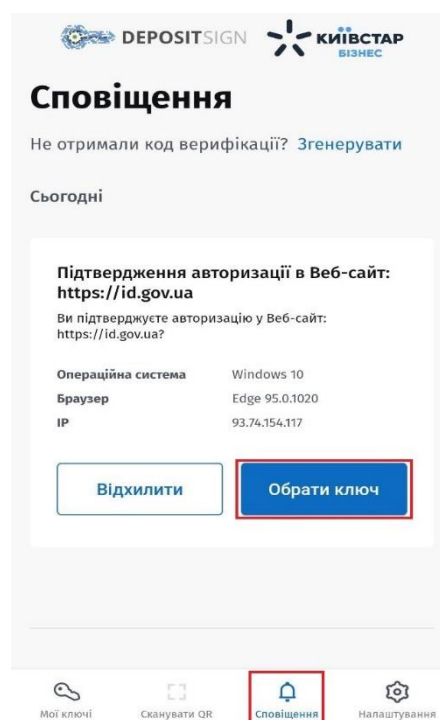 DEPOSITSIGN КИЇВСТАР
БІЗНЕС
Сповіщення
Не отримали код верифікації? Згенерувати
Сьогодні
Підтвердження авторизації в Веб-сайт:
https://id.gov.ua
Ви підтверджуєте авторизацію у Веб-сайт:
https://id.gov.ua?
Операційна система Windows 10
Браузер Edge 95.0.1020
IP 93.74.154.117
Відхилити Обрати ключ
Мої ключі Сканувати QR Сповіщення Налаштування